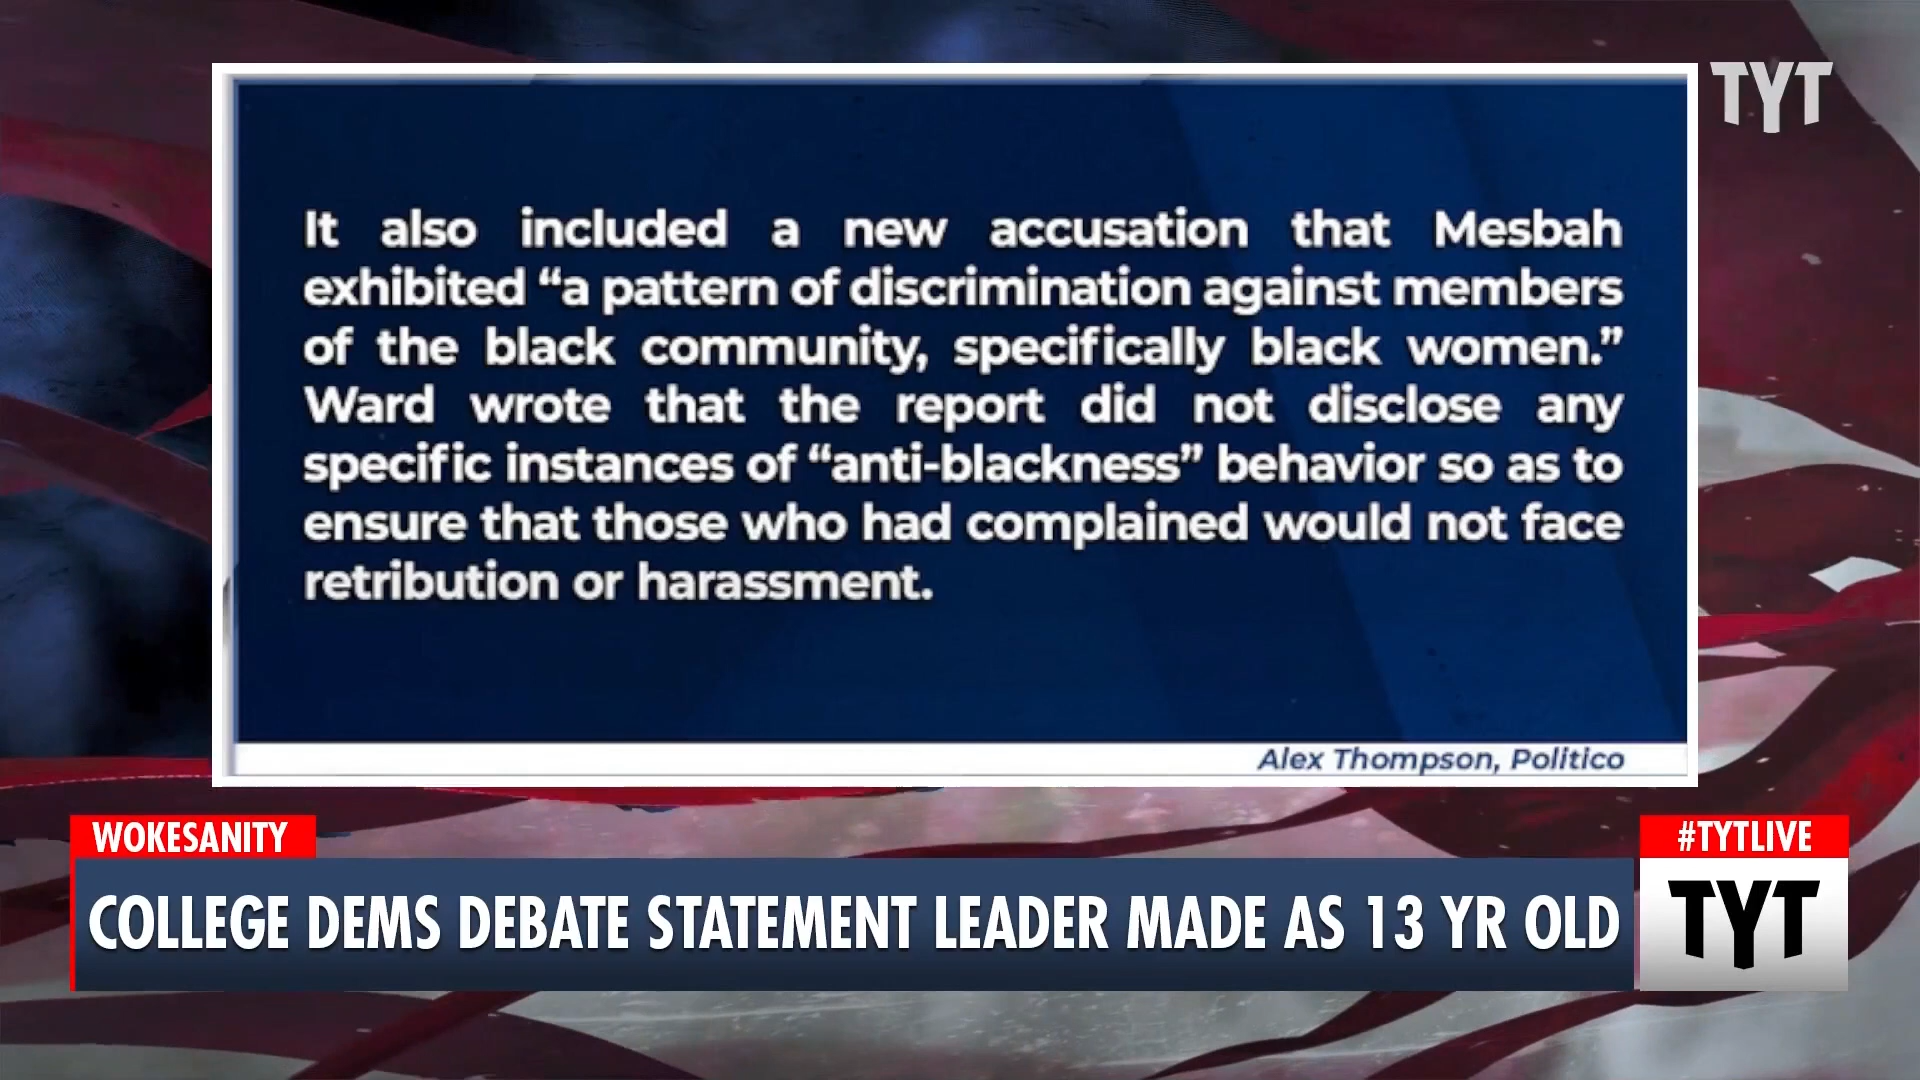 TYT
It also included a new accusation that Mesbah
exhibited “a pattern of discrimination against members
of the black community, specifically black women.”
Ward wrote that the report did not disclose any
specific instances of “anti-blackness” behavior so as to
ensure that those who had complained would not face
retribution or harassment.
Alex Thompson, Politico
WOKESANITY
COLLEGE DEMS DEBATE STATEMENT LEADER MADE AS 13 YR OLD
#TYTLIVE
TYT